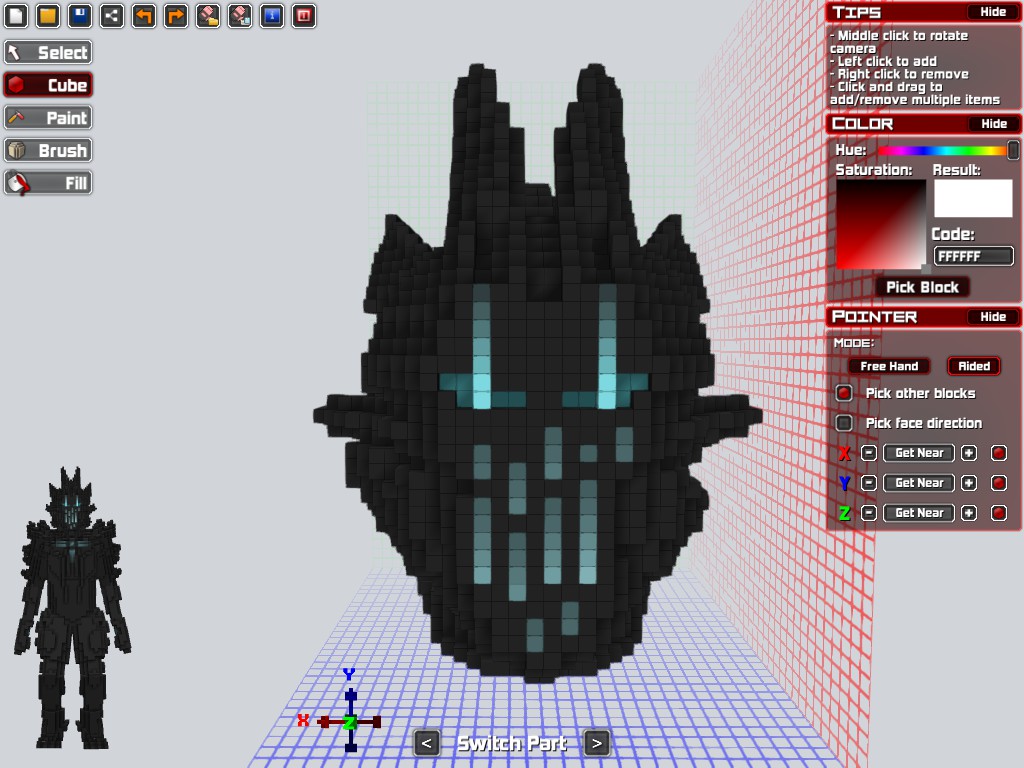 Select
Cube
Paint
Brush
Fill
TIPS Hide
- Middle click to rotate
camera
- Left click to add
- Right click to remove
- Click and drag to
add/remove multiple items
COLOR Hide
Hue:
Saturation: Result:
Code:
FFFFFF
Pick Block
POINTER Hide
MODE:
Free Hand Aided
Pick other blocks
Pick face direction
X - Get Near +
Y - Get Near +
Z - Get Near +
Y
X Z
< Switch Part >